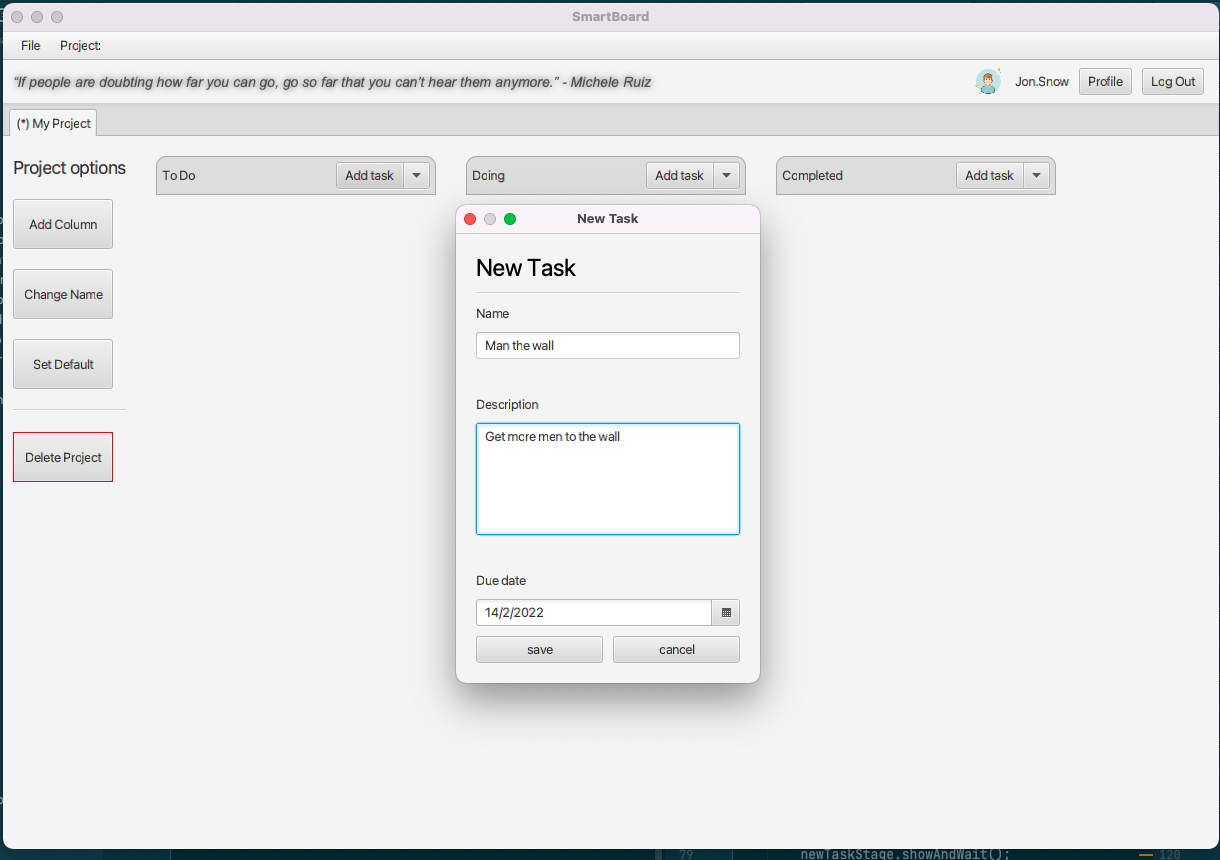 SmartBoard
File Project:
“If people are doubting how far you can go, go so far that you can’t hear them anymore.” - Michele Ruiz
Jon.Snow Profile Log Out
(*) My Project
Project options
To Do Add task
Doing Add task
Completed Add task
Add Column
Change Name
Set Default
Delete Project
New Task
New Task
Name
Man the wall
Description
Get more men to the wall
Due date
14/2/2022
save cancel
79 newTaskStage.showAndWait(); 120